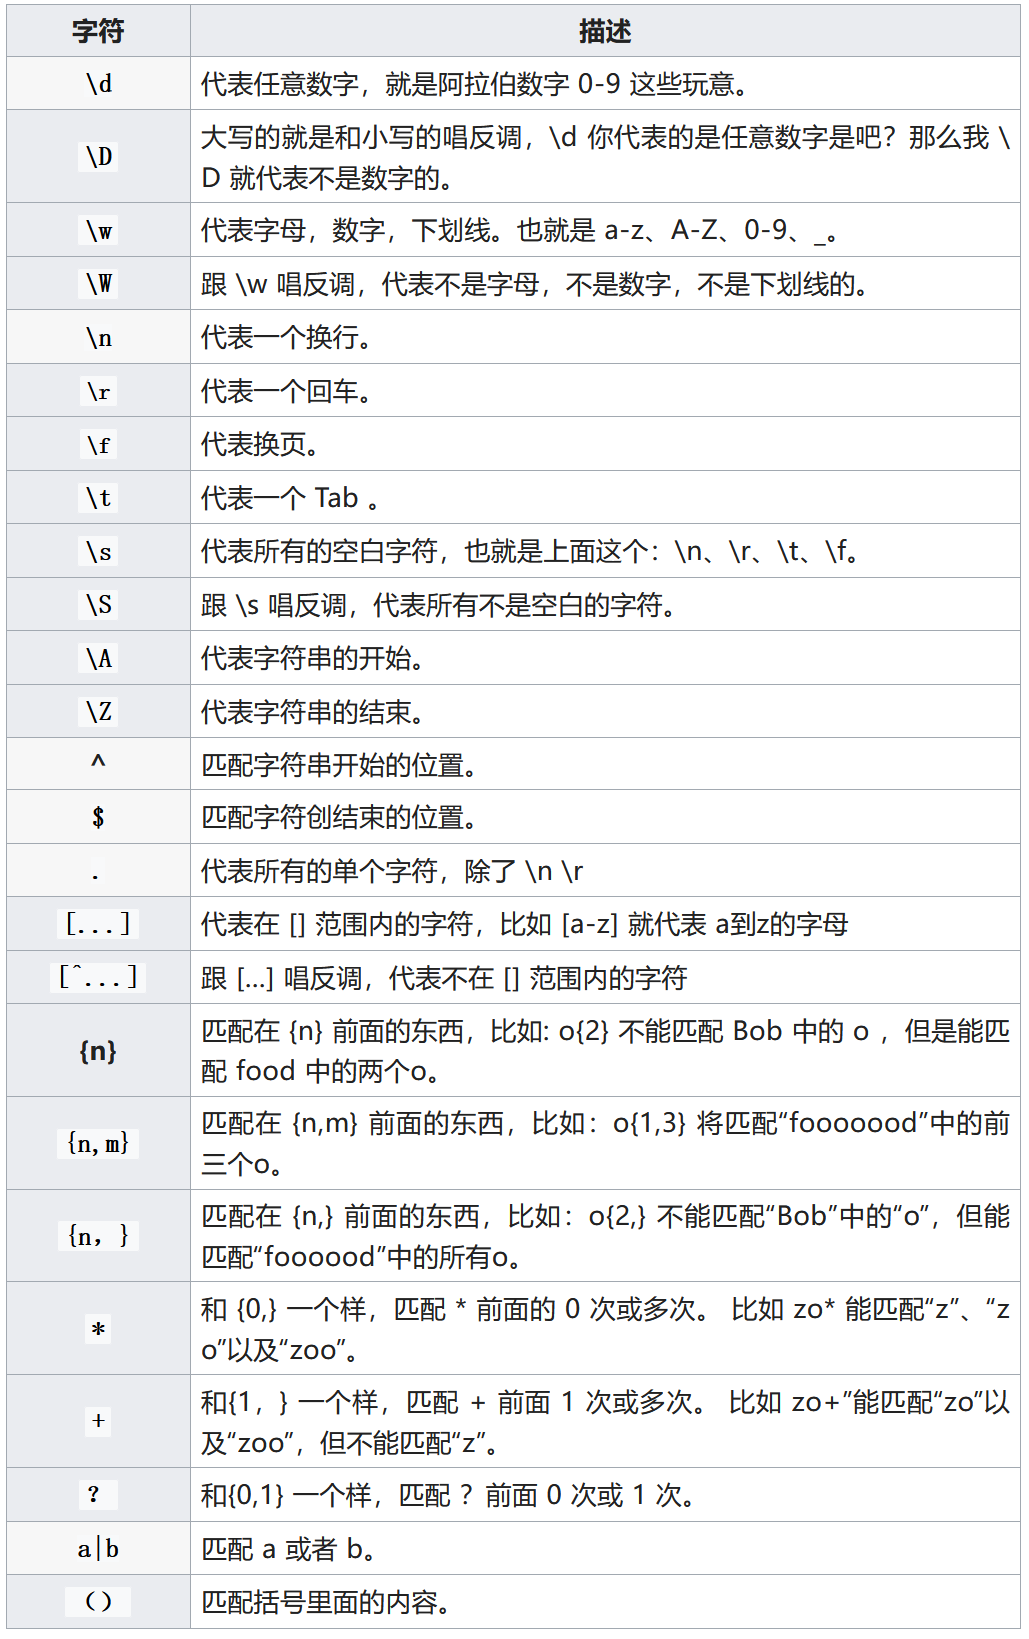 字符 描述
\d 代表任意数字，就是阿拉伯数字 0-9 这些玩意。
大写的就是和小写的唱反调，\d 你代表的是任意数字是吧？那么我 \
\D
D 就代表不是数字的。
\w 代表字母，数字，下划线。也就是 a-z、A-Z、0-9、_。
\W 跟 \w 唱反调，代表不是字母，不是数字，不是下划线的。
\n 代表一个换行。
\r 代表一个回车。
\f 代表换页。
\t 代表一个 Tab 。
\s 代表所有的空白字符，也就是上面这个：\n、\r、\t、\f。
\S 跟 \s 唱反调，代表所有不是空白的字符。
\A 代表字符串的开始。
\Z 代表字符串的结束。
^ 匹配字符串开始的位置。
$ 匹配字符创结束的位置。
. 代表所有的单个字符，除了 \n \r
[...] 代表在 [] 范围内的字符，比如 [a-z] 就代表 a到z的字母
[^...] 跟 [...] 唱反调，代表不在 [] 范围内的字符
匹配在 {n} 前面的东西，比如: o{2} 不能匹配 Bob 中的 o ，但是能匹
{n}
配 food 中的两个o。
匹配在 {n,m} 前面的东西，比如：o{1,3} 将匹配“fooooood”中的前
{n,m}
三个o。
匹配在 {n,} 前面的东西，比如：o{2,} 不能匹配“Bob”中的“o”，但能
{n，}
匹配“foooood”中的所有o。
和 {0,} 一个样，匹配 * 前面的 0 次或多次。 比如 zo* 能匹配“z”、“z
*
o”以及“zoo”。
和{1，} 一个样，匹配 + 前面 1 次或多次。 比如 zo+”能匹配“zo”以
+
及“zoo”，但不能匹配“z”。
？ 和{0,1} 一个样，匹配 ？前面 0 次或 1 次。
a|b 匹配 a 或者 b。
（） 匹配括号里面的内容。